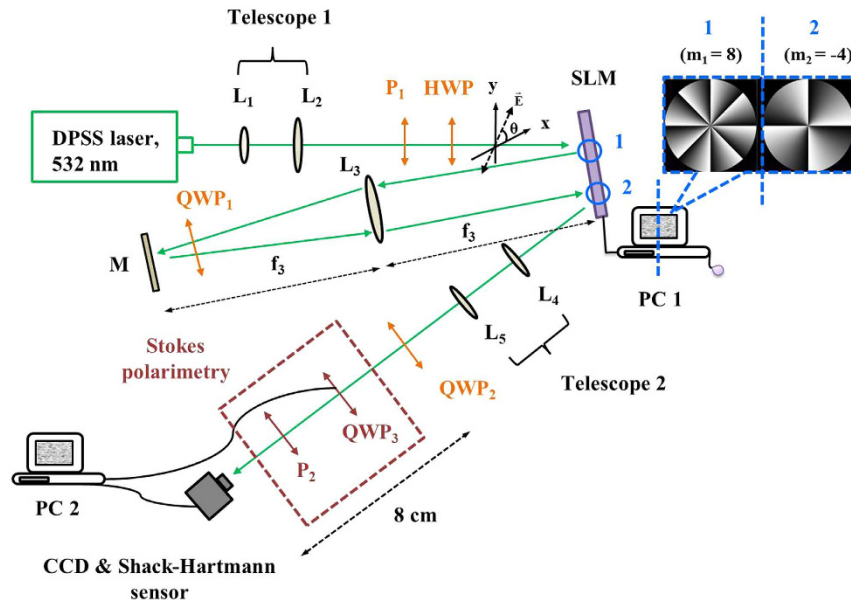 Telescope 1
L₁
L₂
P₁
HWP
y
E⃗
θ
x
SLM
1
2
1
(m₁ = 8)
2
(m₂ = -4)
DPSS laser,
532 nm
L₃
QWP₁
M
f₃
f₃
PC 1
L₄
L₅
Telescope 2
Stokes
polarimetry
QWP₂
QWP₃
P₂
8 cm
PC 2
CCD & Shack-Hartmann
sensor